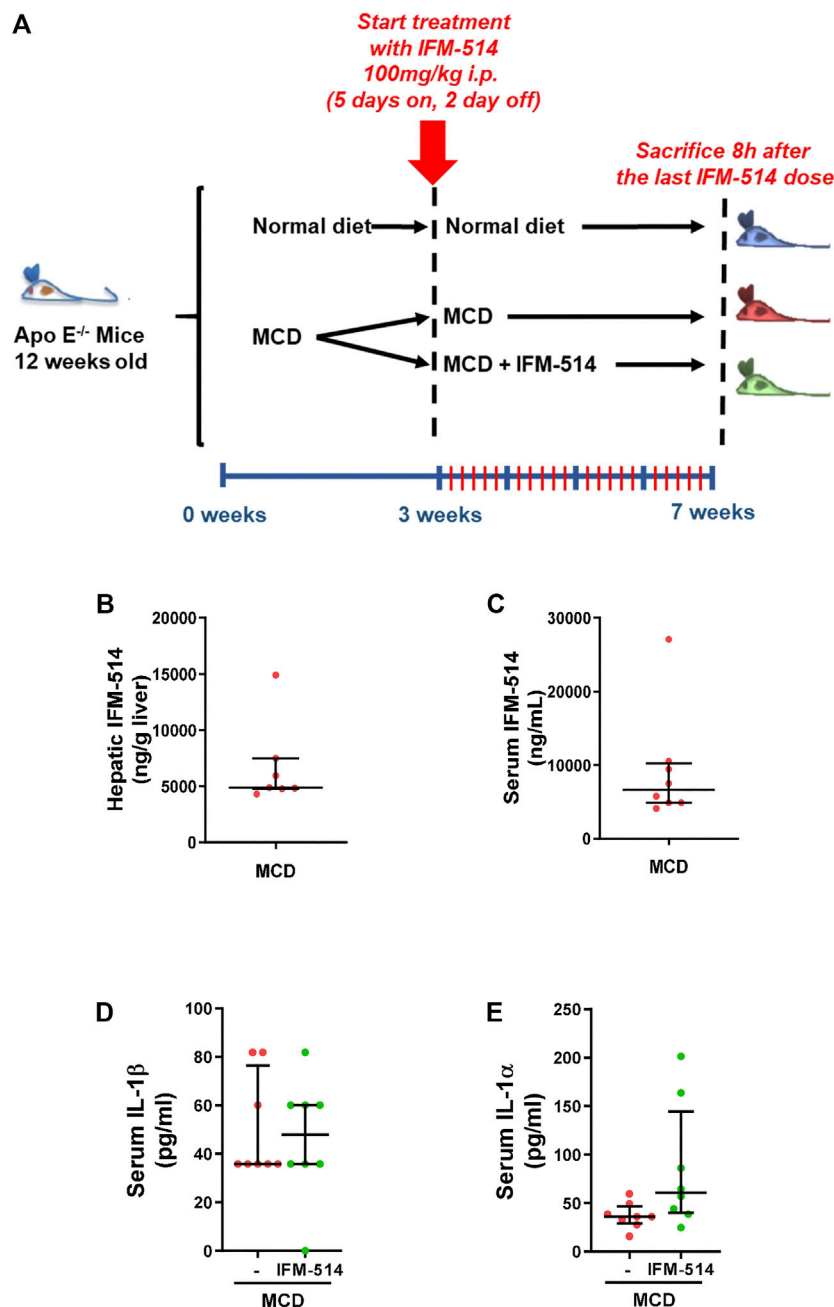 A
Start treatment
with IFM-514
100mg/kg i.p.
(5 days on, 2 day off)
Sacrifice 8h after
the last IFM-514 dose
Normal diet
Normal diet
Apo E-/- Mice
12 weeks old
MCD
MCD
MCD + IFM-514
0 weeks
3 weeks
7 weeks
B
Hepatic IFM-514
(ng/g liver)
20000
15000
10000
5000
0
MCD
C
Serum IFM-514
(ng/mL)
30000
20000
10000
0
MCD
D
Serum IL-1β
(pg/ml)
100
80
60
40
20
0
- IFM-514
MCD
E
Serum IL-1α
(pg/ml)
250
200
150
100
50
0
- IFM-514
MCD